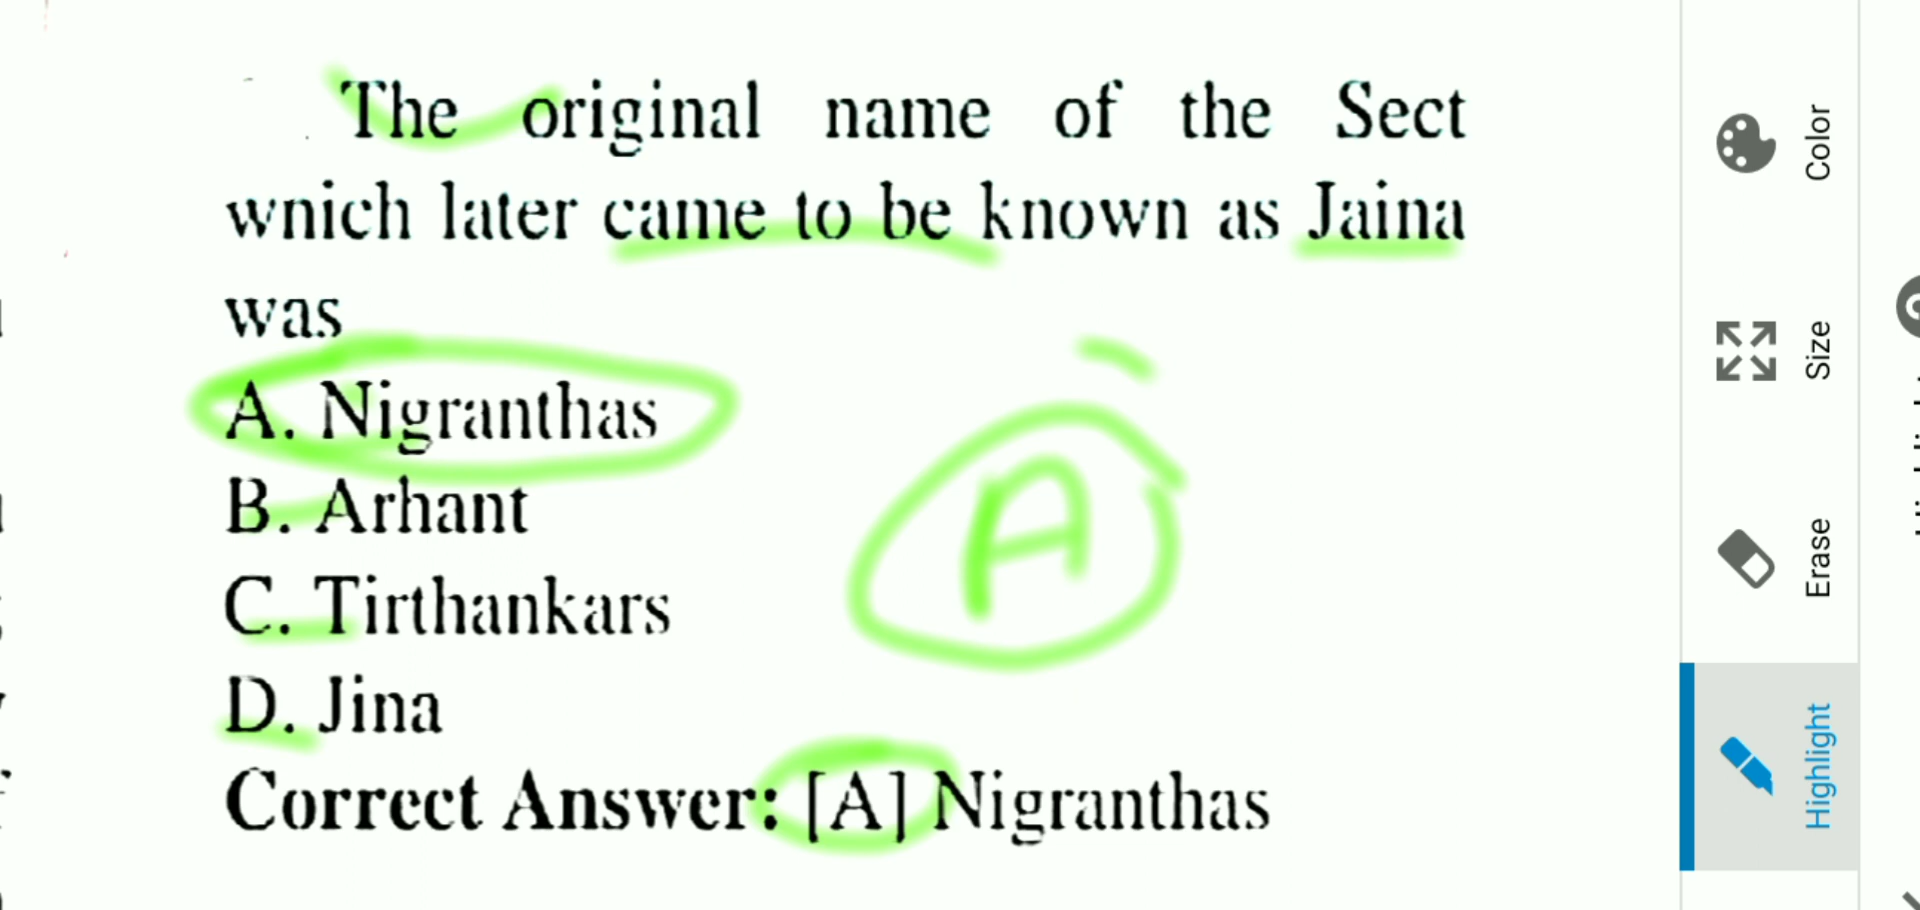 The original name of the Sect
wnich later came to be known as Jaina
was
A. Nigranthas
B. Arhant
C. Tirthankars
D. Jina
Correct Answer: [A] Nigranthas
A
Color
Size
Erase
Highlight